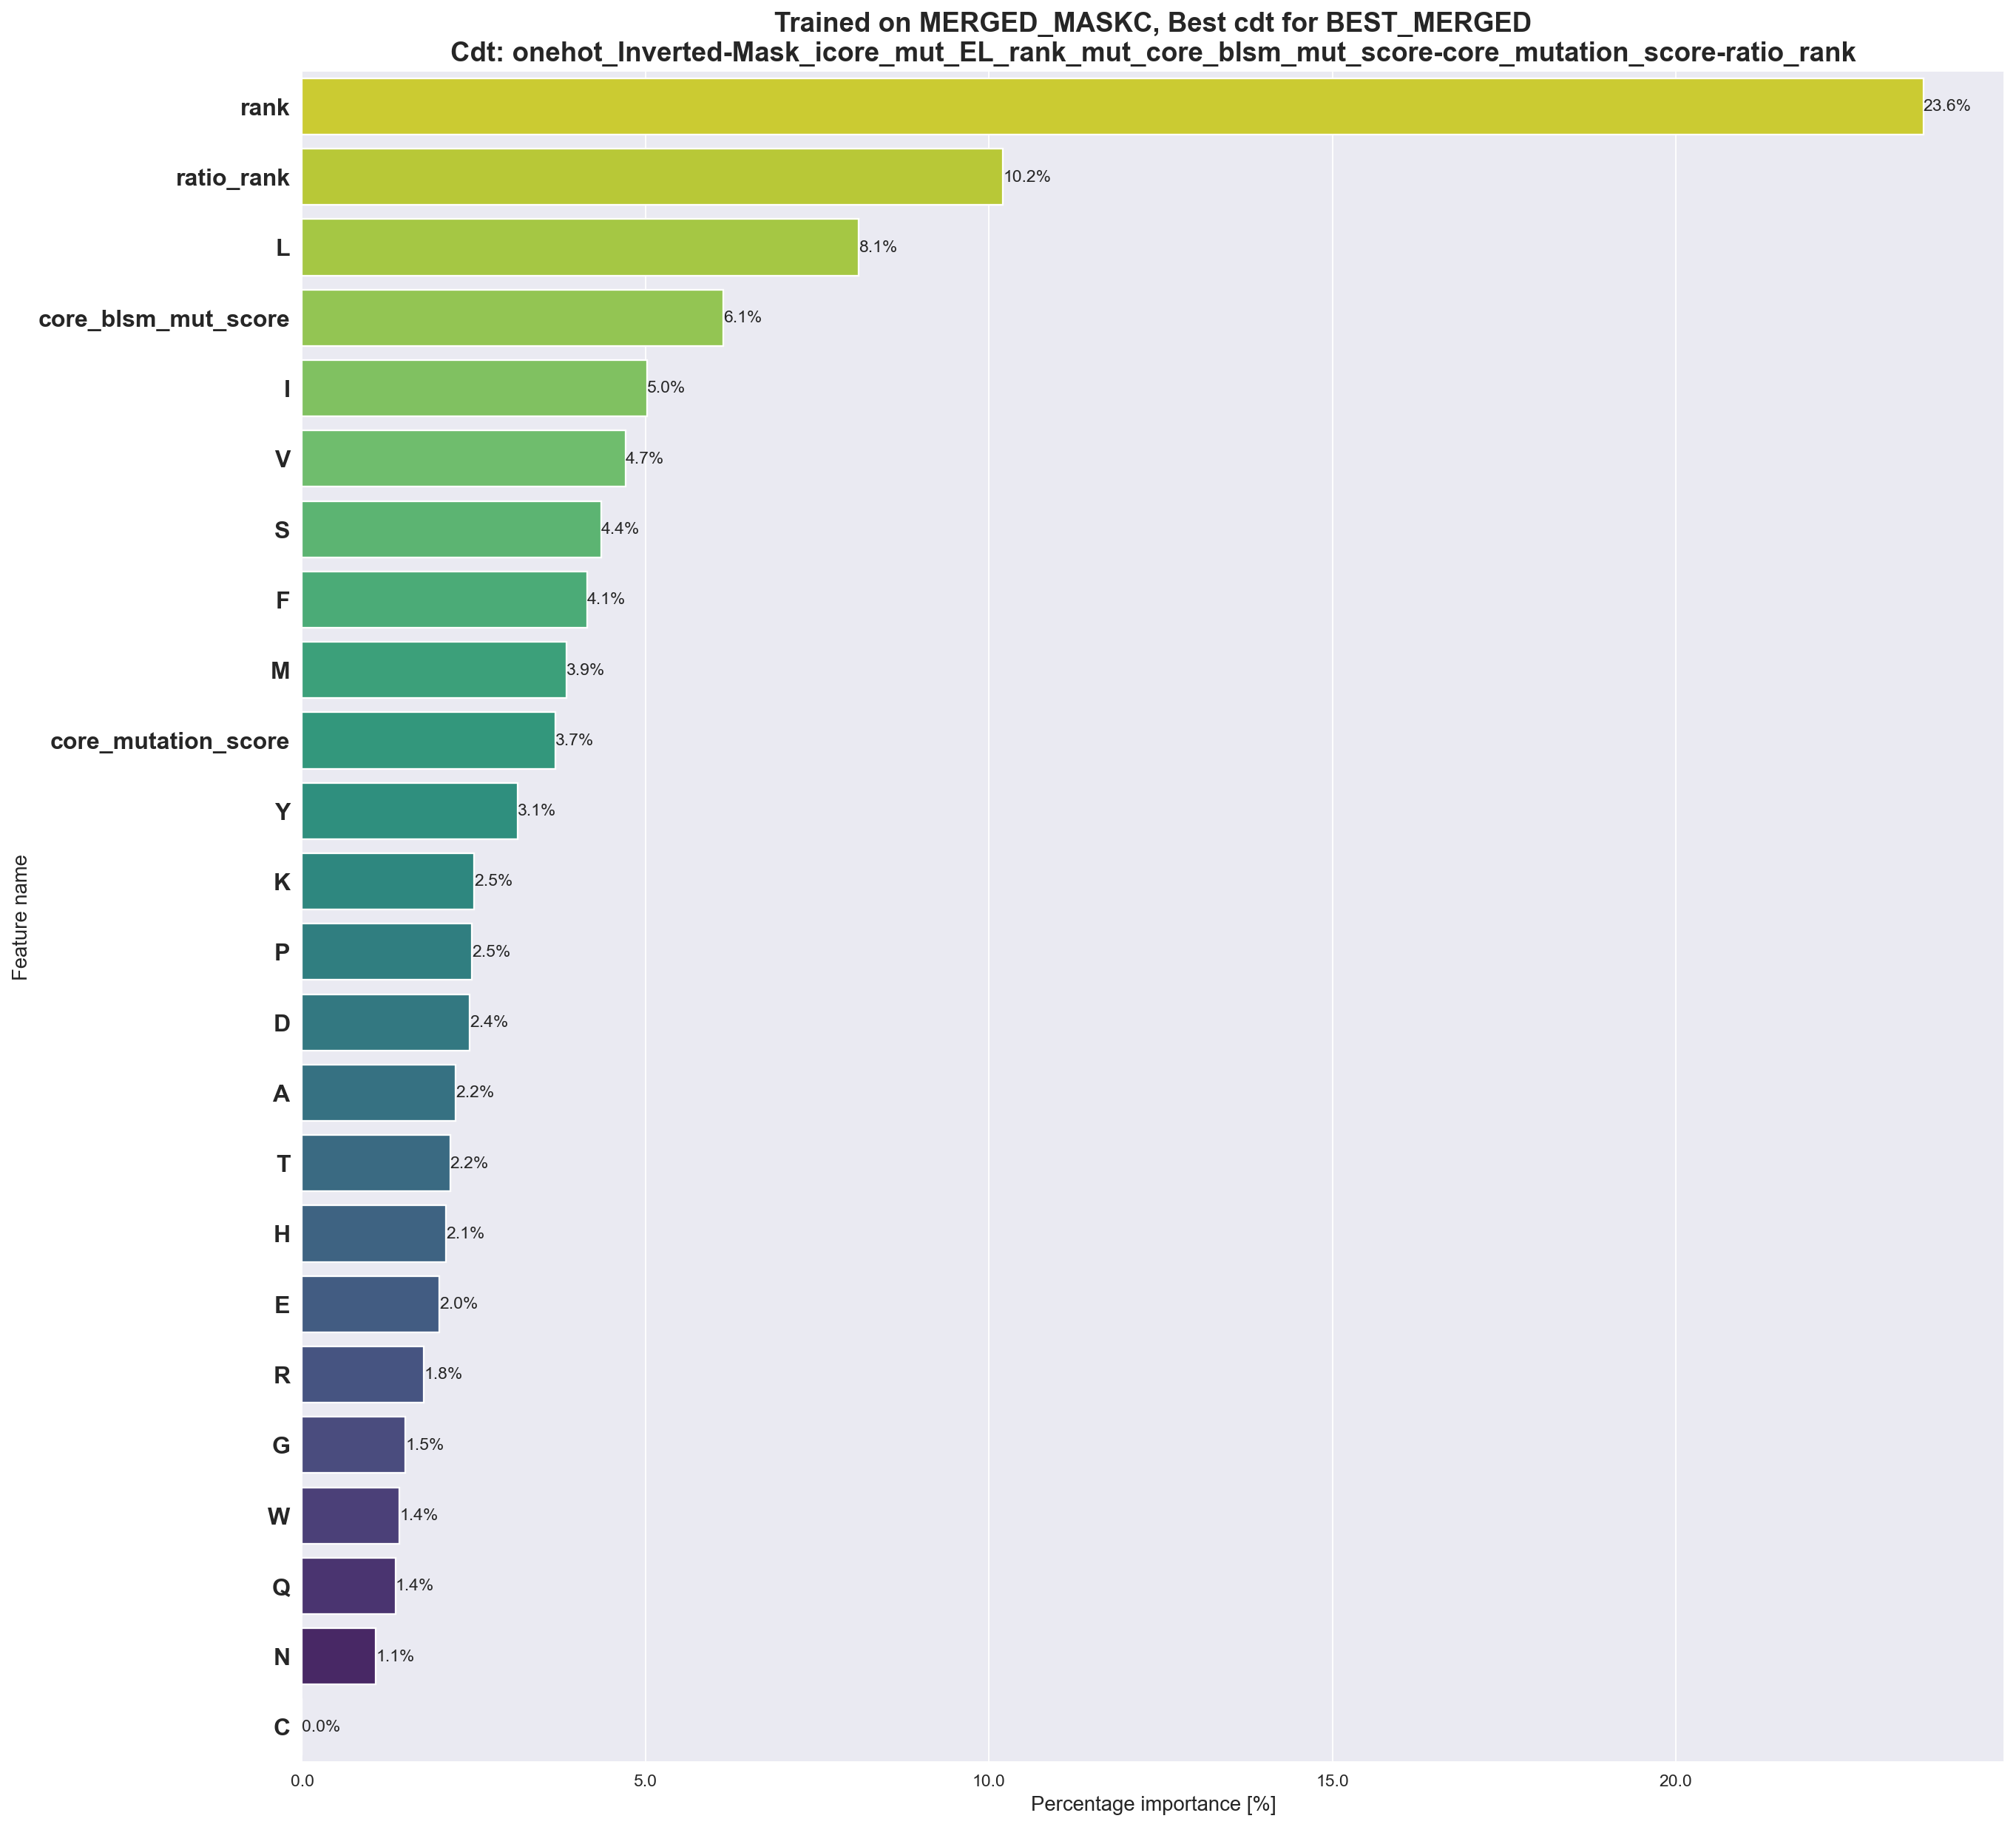 Trained on MERGED_MASKC, Best cdt for BEST_MERGED
Cdt: onehot_Inverted-Mask_icore_mut_EL_rank_mut_core_blsm_mut_score-core_mutation_score-ratio_rank
rank 23.6%
ratio_rank 10.2%
L 8.1%
core_blsm_mut_score 6.1%
I 5.0%
V 4.7%
S 4.4%
F 4.1%
M 3.9%
core_mutation_score 3.7%
Y 3.1%
K 2.5%
P 2.5%
D 2.4%
A 2.2%
T 2.2%
H 2.1%
E 2.0%
R 1.8%
G 1.5%
W 1.4%
Q 1.4%
N 1.1%
C 0.0%
Feature name
0.0 5.0 10.0 15.0 20.0
Percentage importance [%]